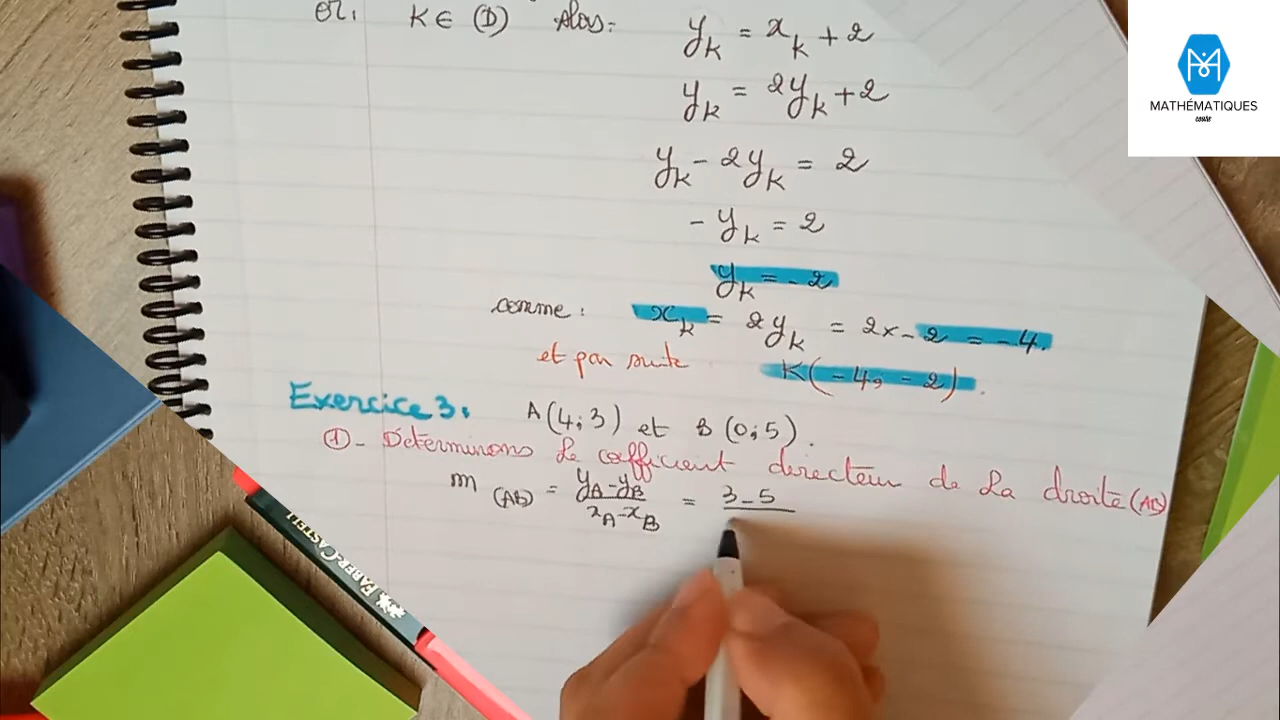 or, K ∈ (D) Alors: y_K = x_K + 2
y_K = 2y_K + 2
y_K - 2y_K = 2
- y_K = 2
y_K = - 2
comme : x_K = 2y_K = 2x - 2 = - 4.
et par suite K(-4, -2).
Exercice 3: A(4;3) et B(0;5).
①- Déterminons le coefficient directeur de la droite (AB)
m (AB) = (y_A - y_B)/(x_A - x_B) = 3 - 5
MATHÉMATIQUES
cours
FABER-CASTELL